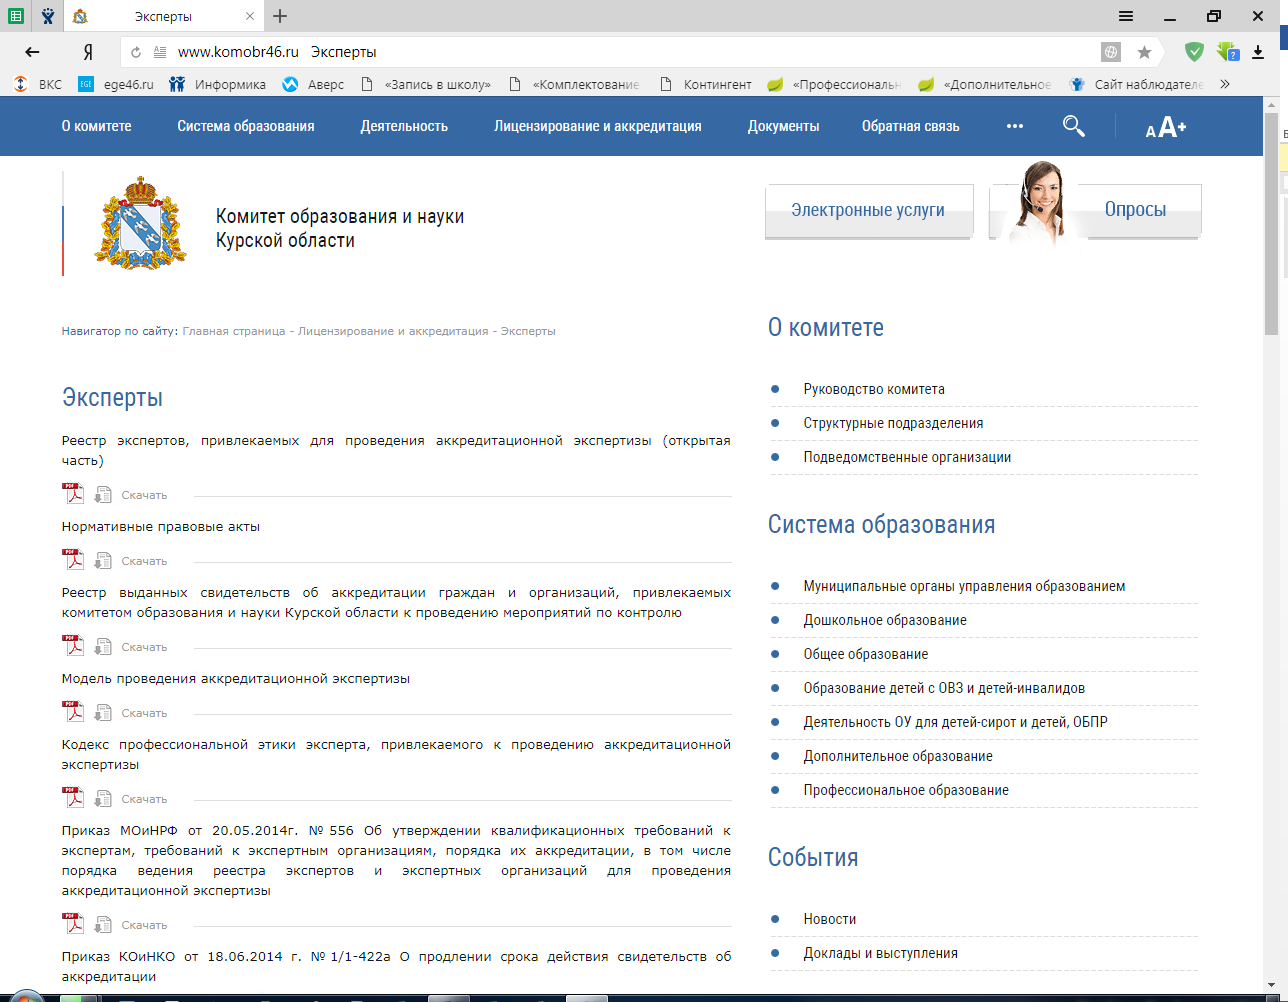 Эксперты
Я
www.komobr46.ru Эксперты
ВКС
ege46.ru
Информика
Аверс
«Запись в школу»
«Комплектование
Контингент
«Профессиональн
«Дополнительное
Сайт наблюдателе
О комитете
Система образования
Деятельность
Лицензирование и аккредитация
Документы
Обратная связь
A A+
Комитет образования и науки
Курской области
Электронные услуги
Опросы
Навигатор по сайту: Главная страница - Лицензирование и аккредитация - Эксперты
Эксперты
Реестр экспертов, привлекаемых для проведения аккредитационной экспертизы (открытая
часть)
Скачать
Нормативные правовые акты
Скачать
Реестр выданных свидетельств об аккредитации граждан и организаций, привлекаемых
комитетом образования и науки Курской области к проведению мероприятий по контролю
Скачать
Модель проведения аккредитационной экспертизы
Скачать
Кодекс профессиональной этики эксперта, привлекаемого к проведению аккредитационной
экспертизы
Скачать
Приказ МОиНРФ от 20.05.2014г. №556 Об утверждении квалификационных требований к
экспертам, требований к экспертным организациям, порядка их аккредитации, в том числе
порядка ведения реестра экспертов и экспертных организаций для проведения
аккредитационной экспертизы
Скачать
Приказ КОиНКО от 18.06.2014 г. №1/1-422а О продлении срока действия свидетельств об
аккредитации
О комитете
Руководство комитета
Структурные подразделения
Подведомственные организации
Система образования
Муниципальные органы управления образованием
Дошкольное образование
Общее образование
Образование детей с ОВЗ и детей-инвалидов
Деятельность ОУ для детей-сирот и детей, ОБПР
Дополнительное образование
Профессиональное образование
События
Новости
Доклады и выступления